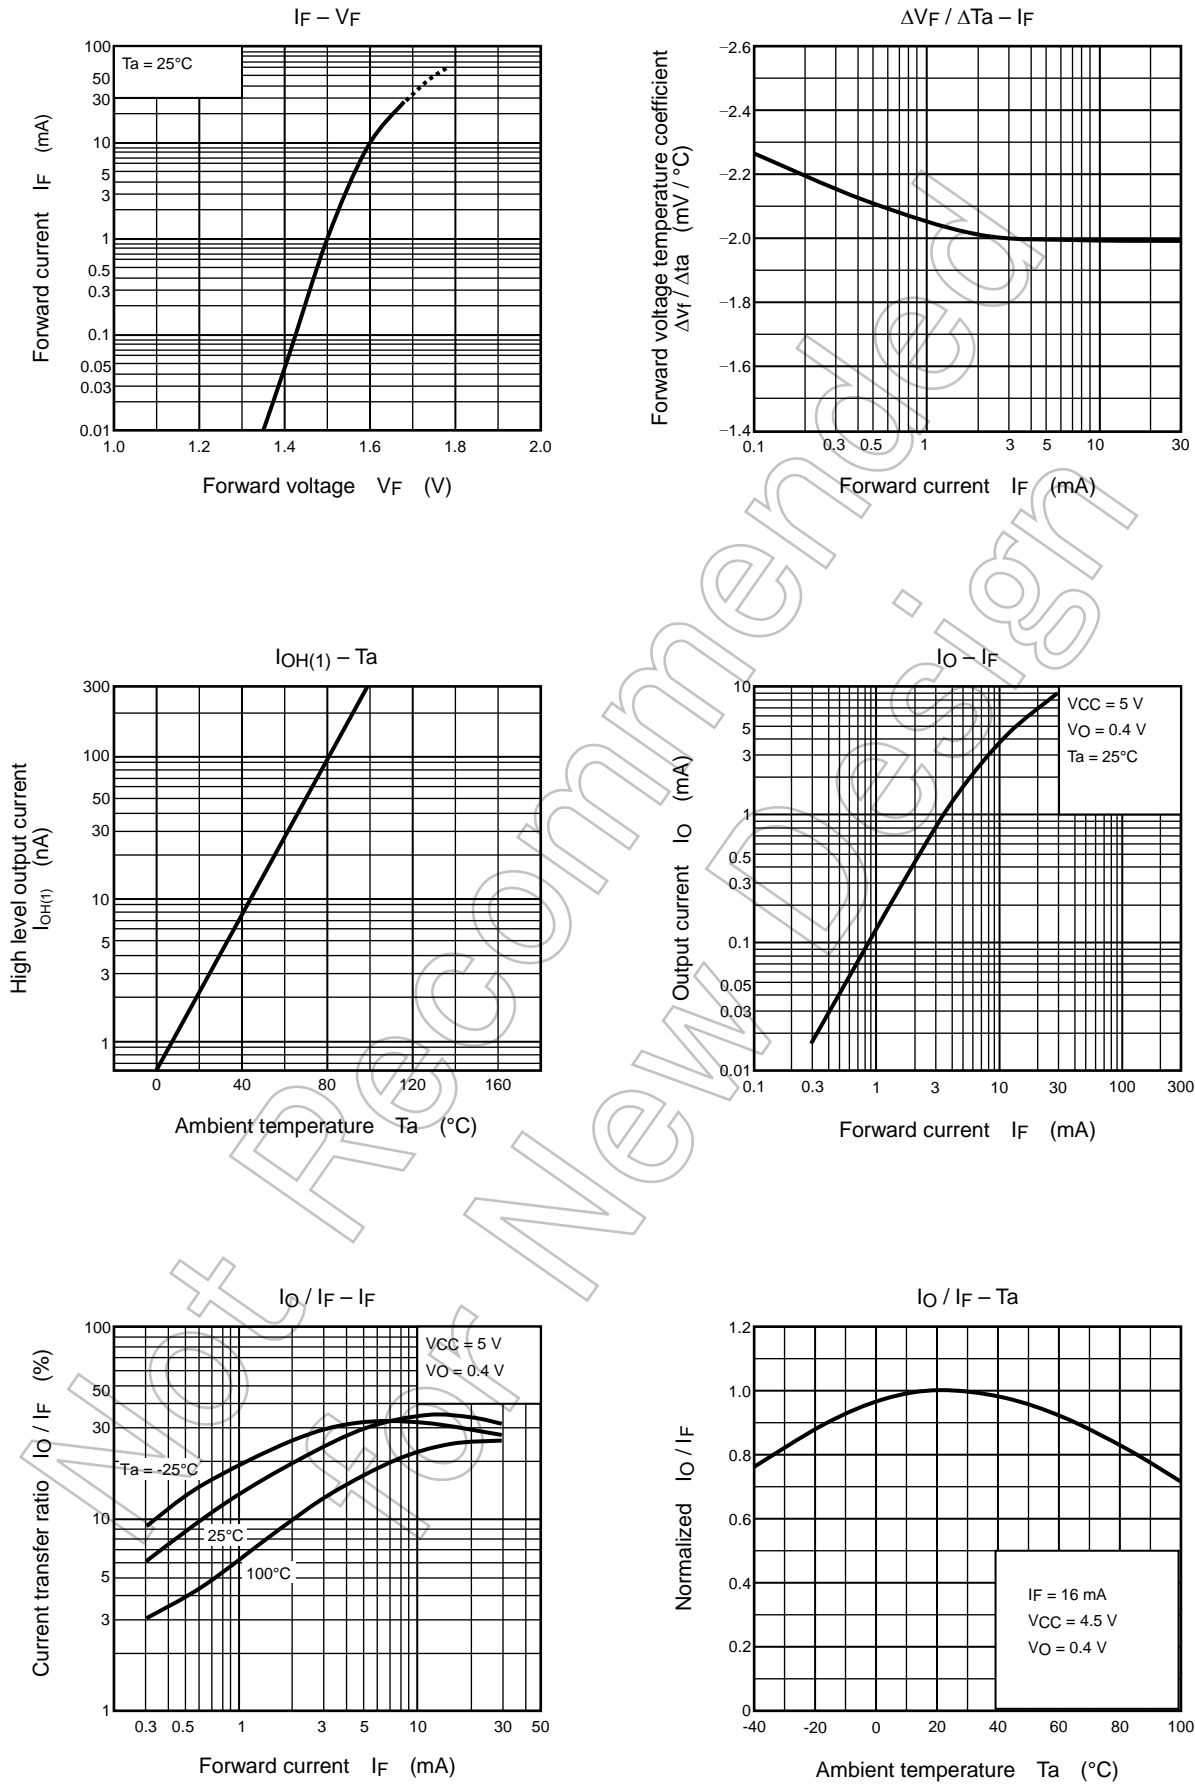 IF – VF
Ta = 25°C
100
50
30
10
5
3
1
0.5
0.3
0.1
0.05
0.03
0.01
1.0 1.2 1.4 1.6 1.8 2.0
Forward current IF (mA)
Forward voltage VF (V)
ΔVF / ΔTa – IF
–2.6
–2.4
–2.2
–2.0
–1.8
–1.6
–1.4
0.1 0.3 0.5 1 3 5 10 30
Forward voltage temperature coefficient
Δvf / Δta (mV / °C)
Forward current IF (mA)
IOH(1) – Ta
300
100
50
30
10
5
3
1
0 40 80 120 160
High level output current
IOH(1) (nA)
Ambient temperature Ta (°C)
IO – IF
VCC = 5 V
VO = 0.4 V
Ta = 25°C
10
5
3
1
0.5
0.3
0.1
0.05
0.03
0.01
0.1 0.3 1 3 10 30 100 300
Output current IO (mA)
Forward current IF (mA)
IO / IF – IF
VCC = 5 V
VO = 0.4 V
100
50
30
10
5
3
1
Ta = -25°C
25°C
100°C
0.3 0.5 1 3 5 10 30 50
Current transfer ratio IO / IF (%)
Forward current IF (mA)
IO / IF – Ta
1.2
1.0
0.8
0.6
0.4
0.2
0
IF = 16 mA
VCC = 4.5 V
VO = 0.4 V
-40 -20 0 20 40 60 80 100
Normalized IO / IF
Ambient temperature Ta (°C)
Not Recommended
for New Design